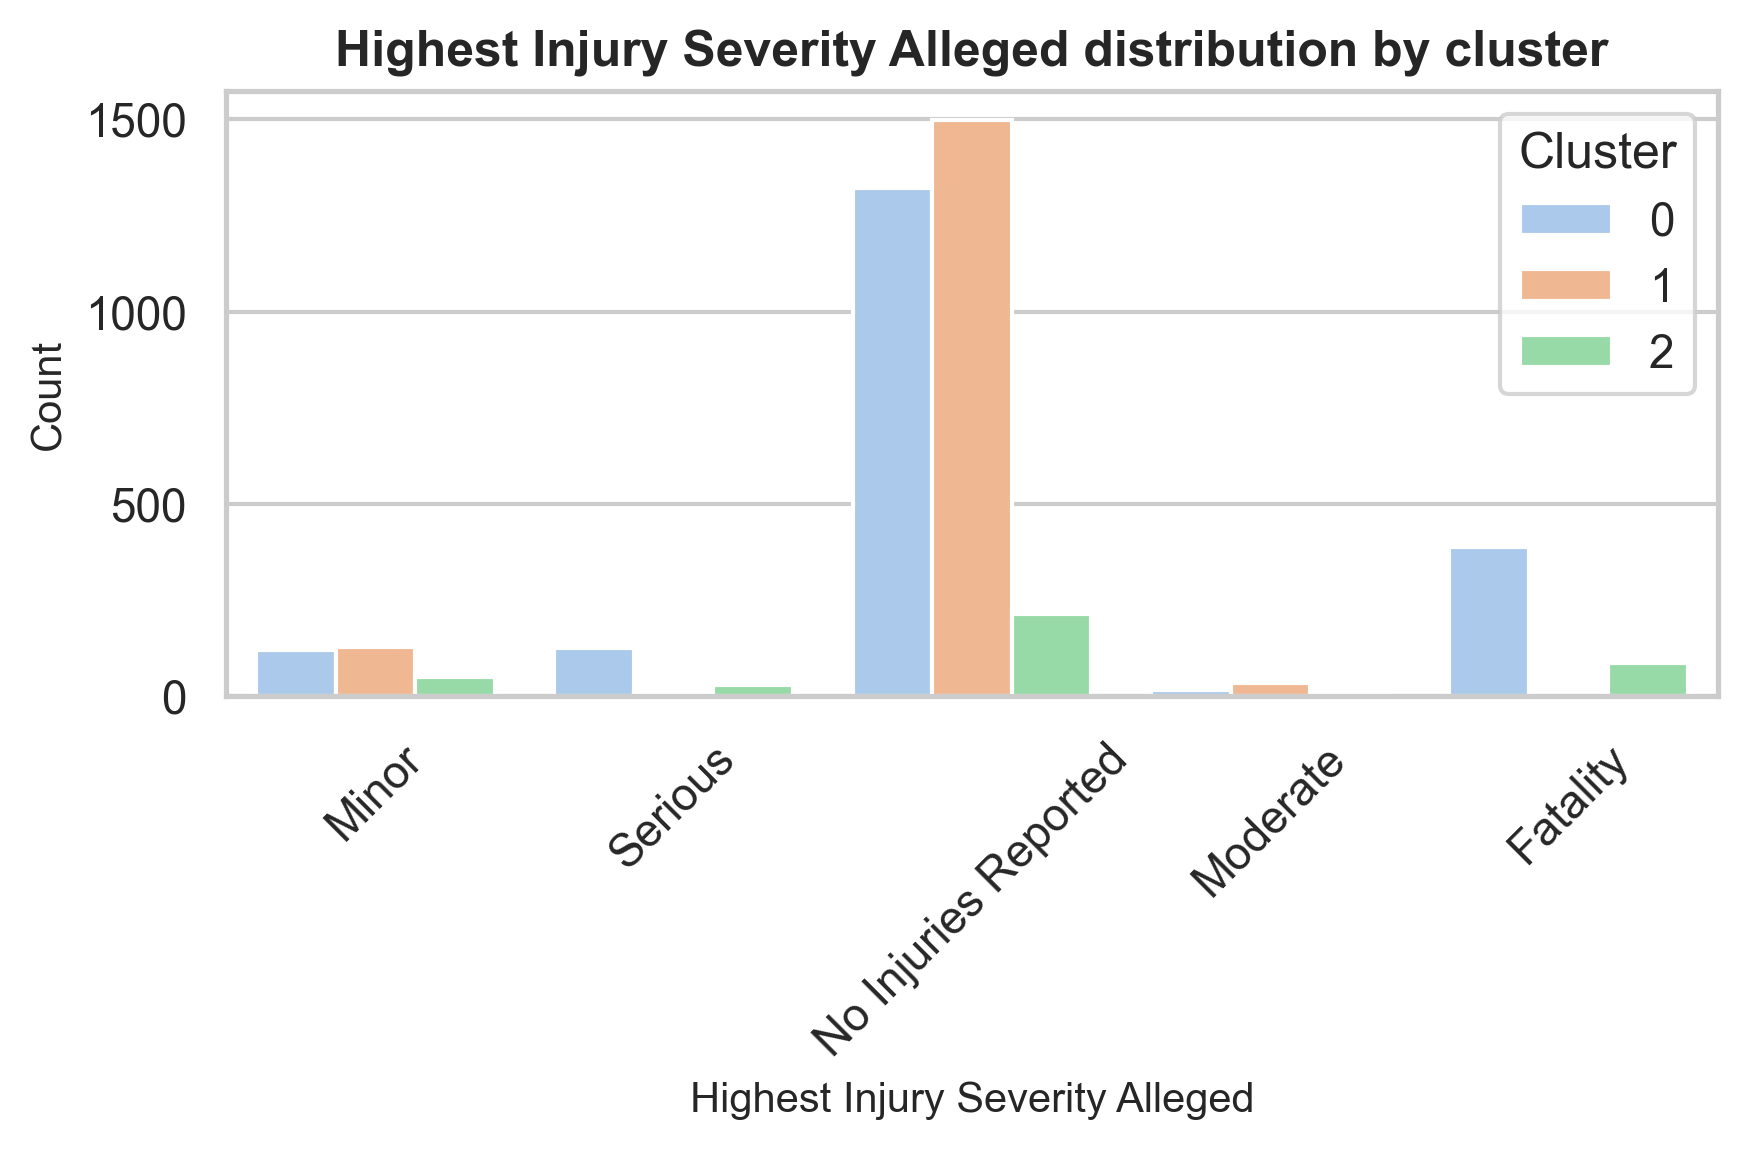 Highest Injury Severity Alleged distribution by cluster
1500
1000
500
0
Count
Cluster
0
1
2
Minor
Serious
No Injuries Reported
Moderate
Fatality
Highest Injury Severity Alleged